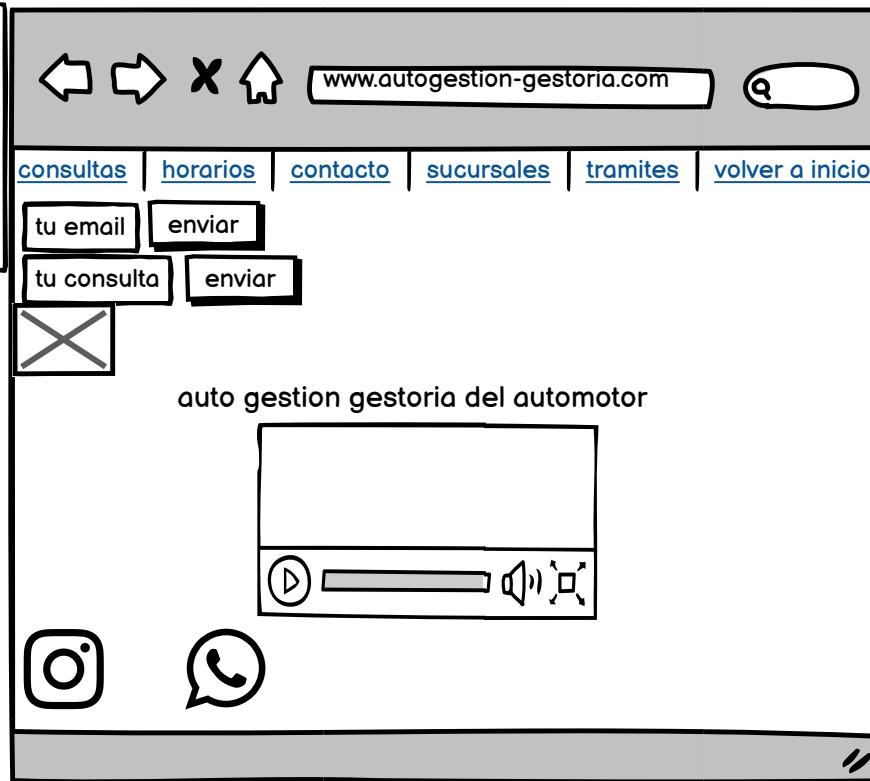 www.autogestion-gestoria.com
consultas horarios contacto sucursales tramites volver a inicio
tu email enviar
tu consulta enviar
auto gestion gestoria del automotor